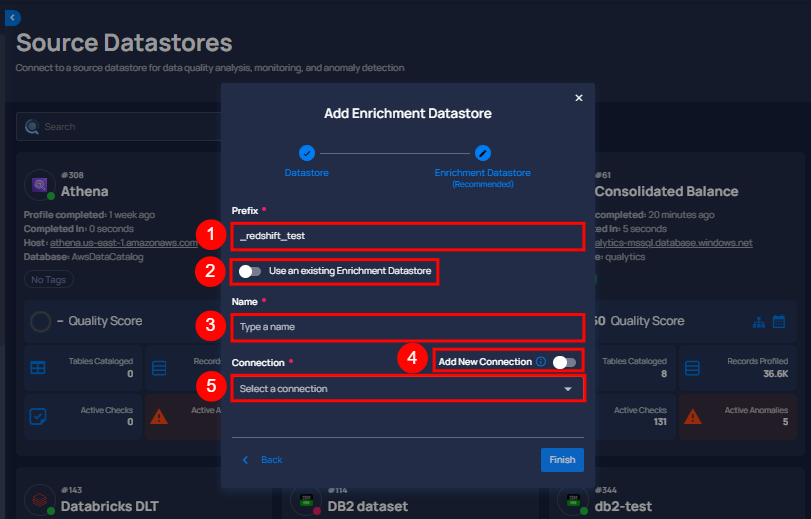 Source Datastores
Connect to a source datastore for data quality analysis, monitoring, and anomaly detection
Search
#308
Athena
Profile completed: 1 week ago
Completed In: 0 seconds
Host: athena.us-east-1.amazonaws.com
Database: AwsDataCatalog
No Tags
– Quality Score
Tables Cataloged
0
Records
Active Checks
0
Active A
#143
Databricks DLT
#114
DB2 dataset
#344
db2-test
#61
Consolidated Balance
completed: 20 minutes ago
In: 5 seconds
alytics-mssql.database.windows.net
e: qualytics
60 Quality Score
Tables Cataloged
8
Records Profiled
36.6K
Active Checks
131
Active Anomalies
5
Add Enrichment Datastore
Datastore
Enrichment Datastore
(Recommended)
Prefix *
1
_redshift_test
2
Use an existing Enrichment Datastore
Name *
3
Type a name
Connection *
4
Add New Connection
5
Select a connection
Back
Finish